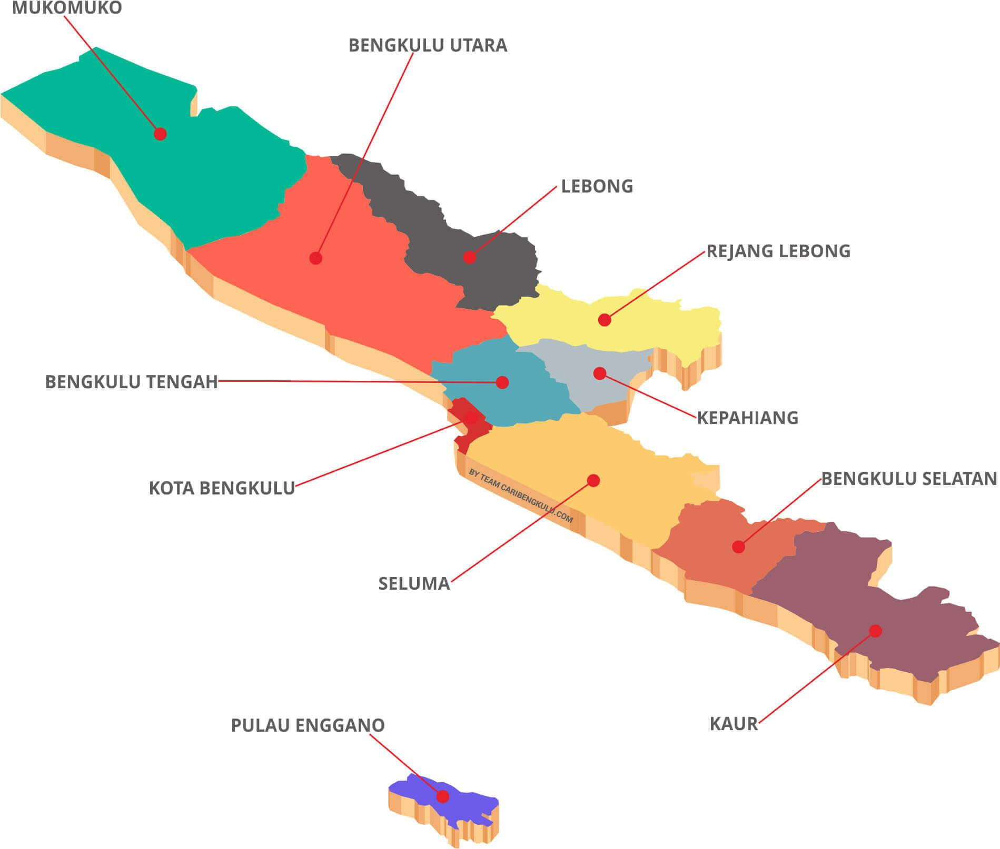 MUKOMUKO
BENGKULU UTARA
LEBONG
REJANG LEBONG
BENGKULU TENGAH
KEPAHIANG
KOTA BENGKULU
BY TEAM CARIBENGKULU.COM
BENGKULU SELATAN
SELUMA
KAUR
PULAU ENGGANO